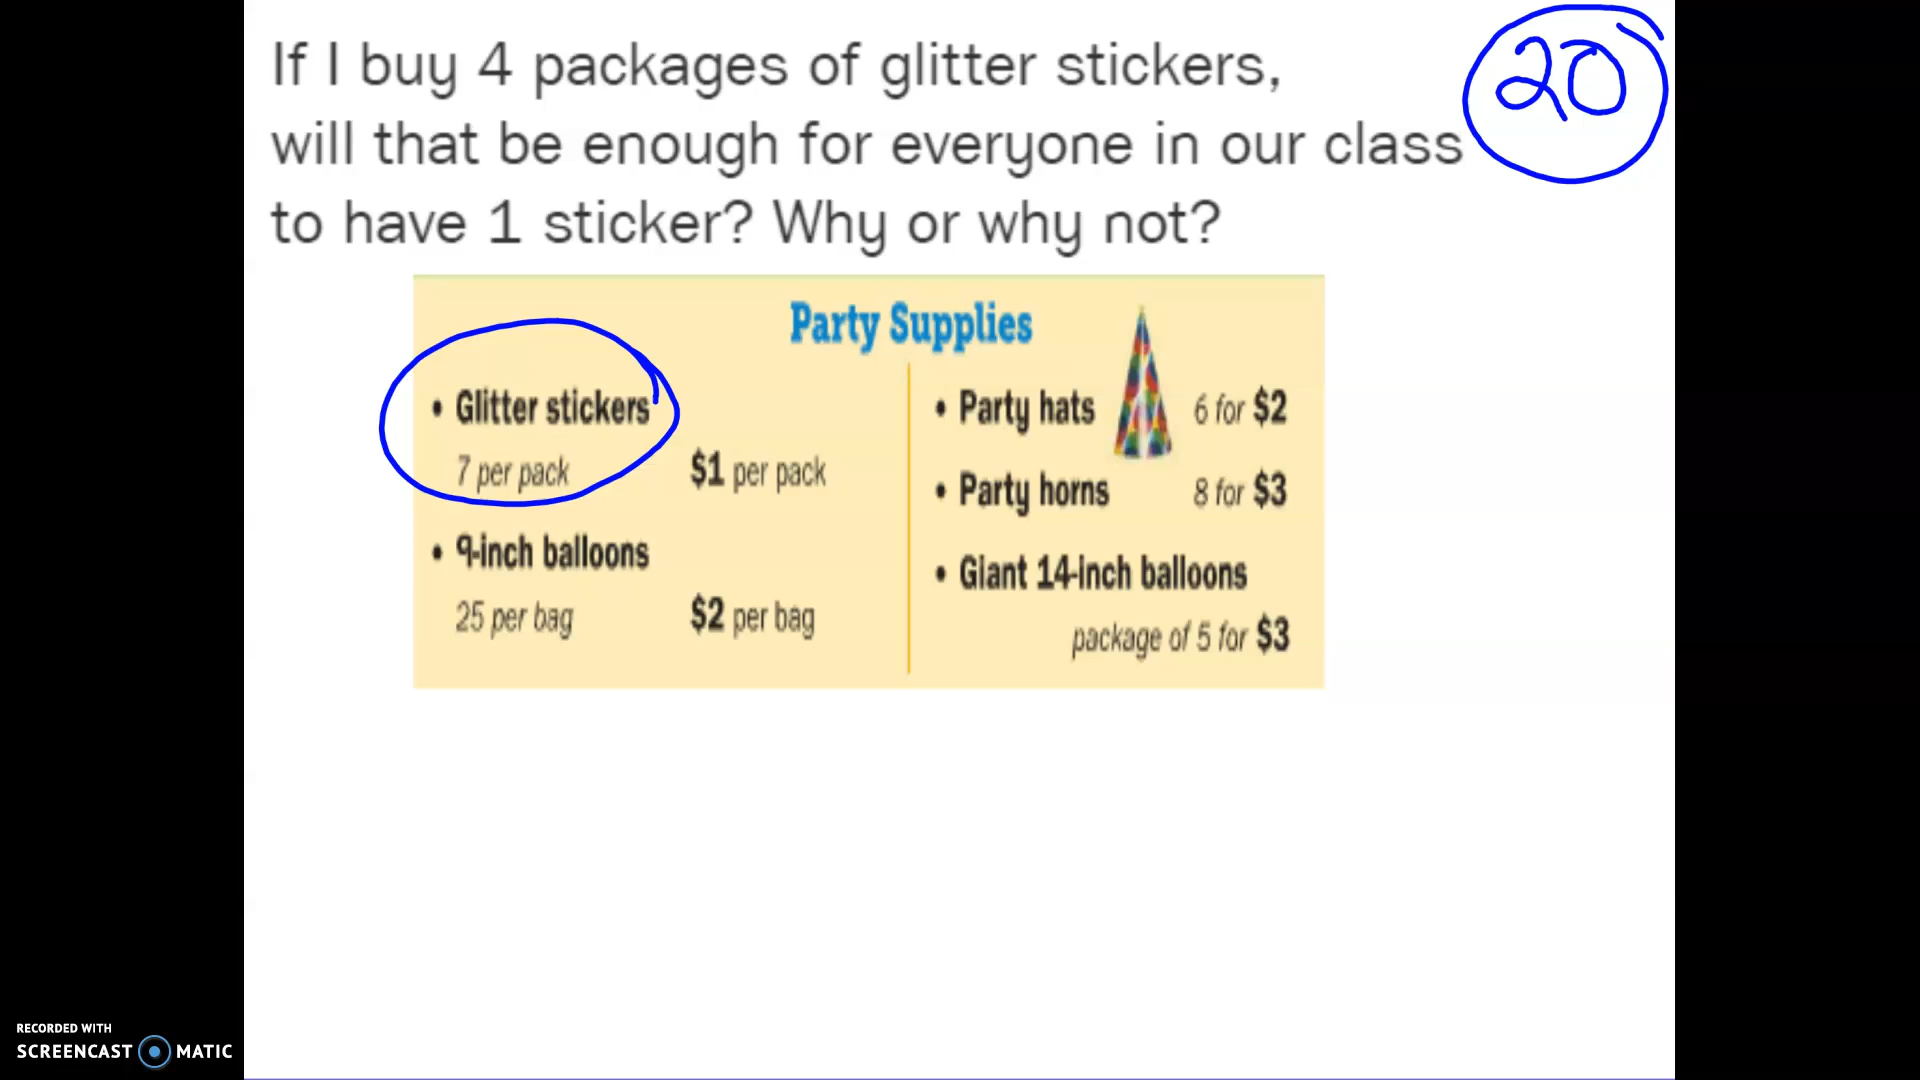 If I buy 4 packages of glitter stickers,
will that be enough for everyone in our class
to have 1 sticker? Why or why not?
20
Party Supplies
• Glitter stickers
7 per pack $1 per pack
• 9-inch balloons
25 per bag $2 per bag
• Party hats 6 for $2
• Party horns 8 for $3
• Giant 14-inch balloons
package of 5 for $3
RECORDED WITH
SCREENCAST MATIC